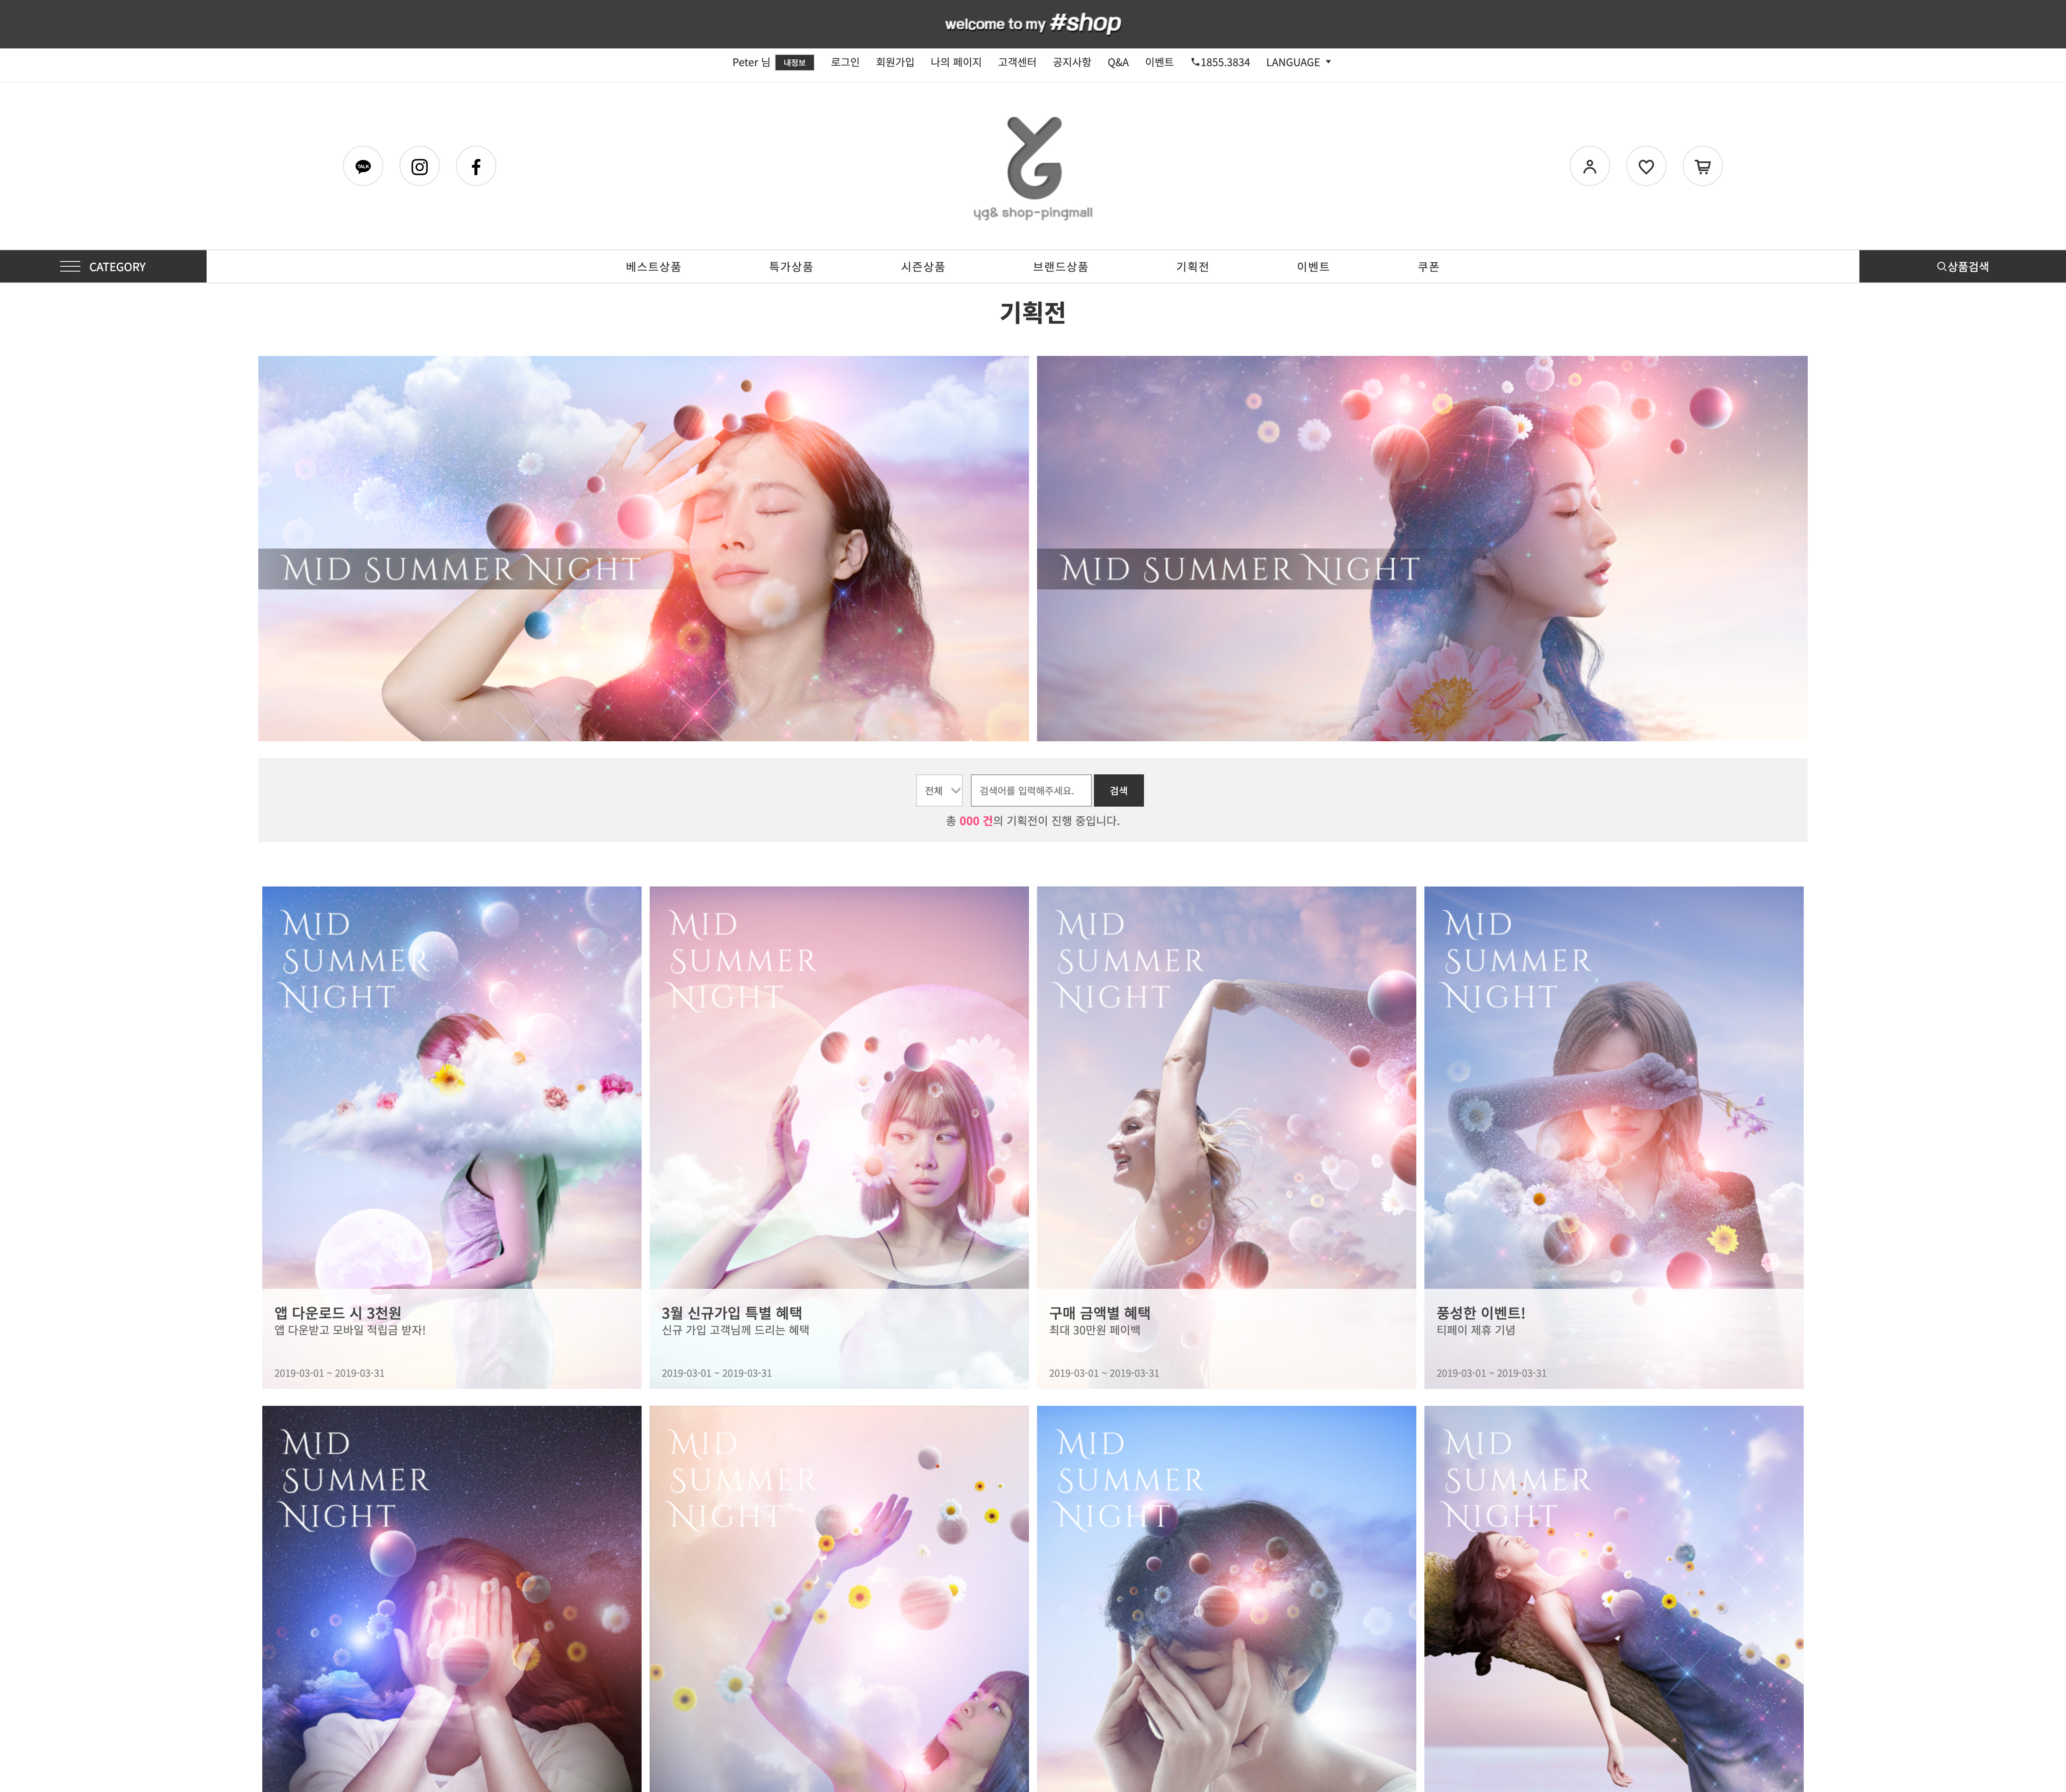 welcome to my #shop
Peter 님 내정보 로그인 회원가입 나의 페이지 고객센터 공지사항 Q&A 이벤트 1855.3834 LANGUAGE
TALK
YG
yg& shop-pingmall
CATEGORY 베스트상품 특가상품 시즌상품 브랜드상품 기획전 이벤트 쿠폰 상품검색
기획전
MID SUMMER NIGHT
MID SUMMER NIGHT
전체 검색어를 입력해주세요. 검색
총 000 건의 기획전이 진행 중입니다.
MID
SUMMER
NIGHT
앱 다운로드 시 3천원
앱 다운받고 모바일 적립금 받자!
2019-03-01 ~ 2019-03-31
MID
SUMMER
NIGHT
3월 신규가입 특별 혜택
신규 가입 고객님께 드리는 혜택
2019-03-01 ~ 2019-03-31
MID
SUMMER
NIGHT
구매 금액별 혜택
최대 30만원 페이백
2019-03-01 ~ 2019-03-31
MID
SUMMER
NIGHT
풍성한 이벤트!
티페이 제휴 기념
2019-03-01 ~ 2019-03-31
MID
SUMMER
NIGHT
MID
SUMMER
NIGHT
MID
SUMMER
NIGHT
MID
SUMMER
NIGHT